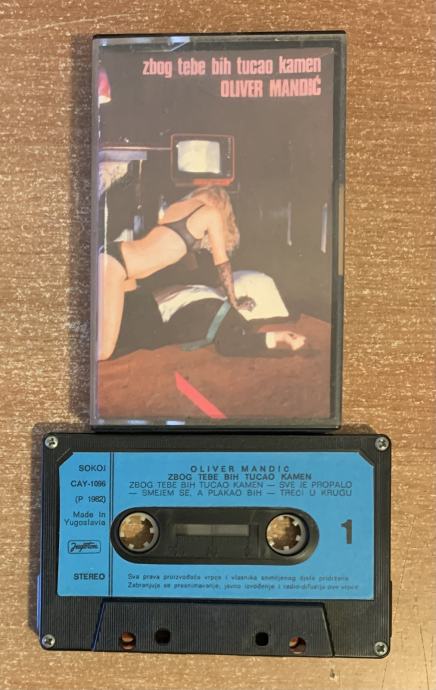 zbog tebe bih tucao kamen
OLIVER MANDIĆ
SOKOJ
CAY-1096
(P 1982)
Made In
Yugoslavia
Jugoton
STEREO
OLIVER MANDIĆ
ZBOG TEBE BIH TUCAO KAMEN
ZBOG TEBE BIH TUCAO KAMEN — SVE JE PROPALO
— SMEJEM SE, A PLAKAO BIH — TREĆI U KRUGU
1
Sva prava proizvođača vrpce i vlasnika snimljenog djela pridržana
Zabranjuje se presnimavanje, javno izvođenje i radio-difuzija ove vrpce